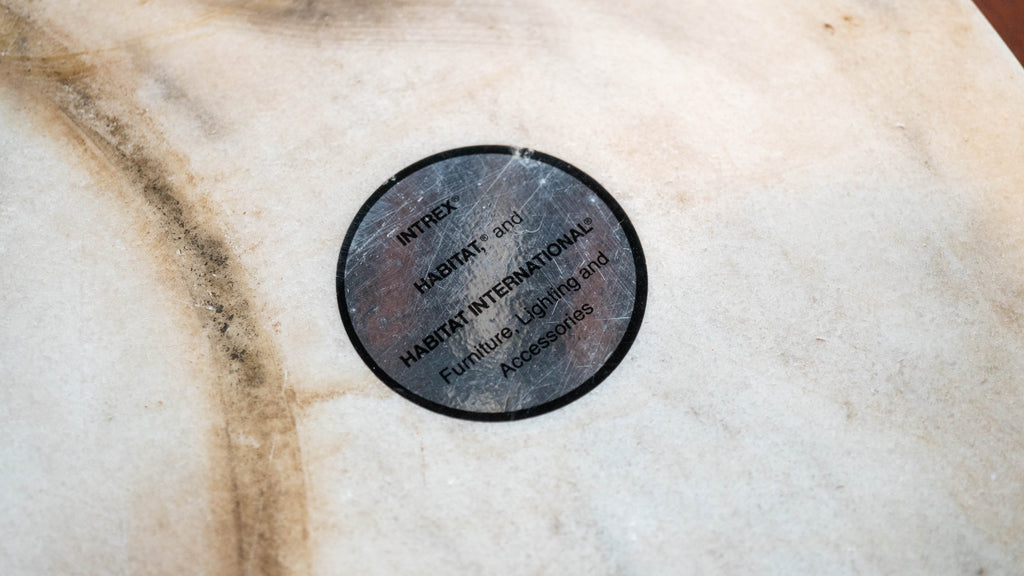 INTREX®
HABITAT,® and
HABITAT INTERNATIONAL®
Furniture, Lighting and
Accessories